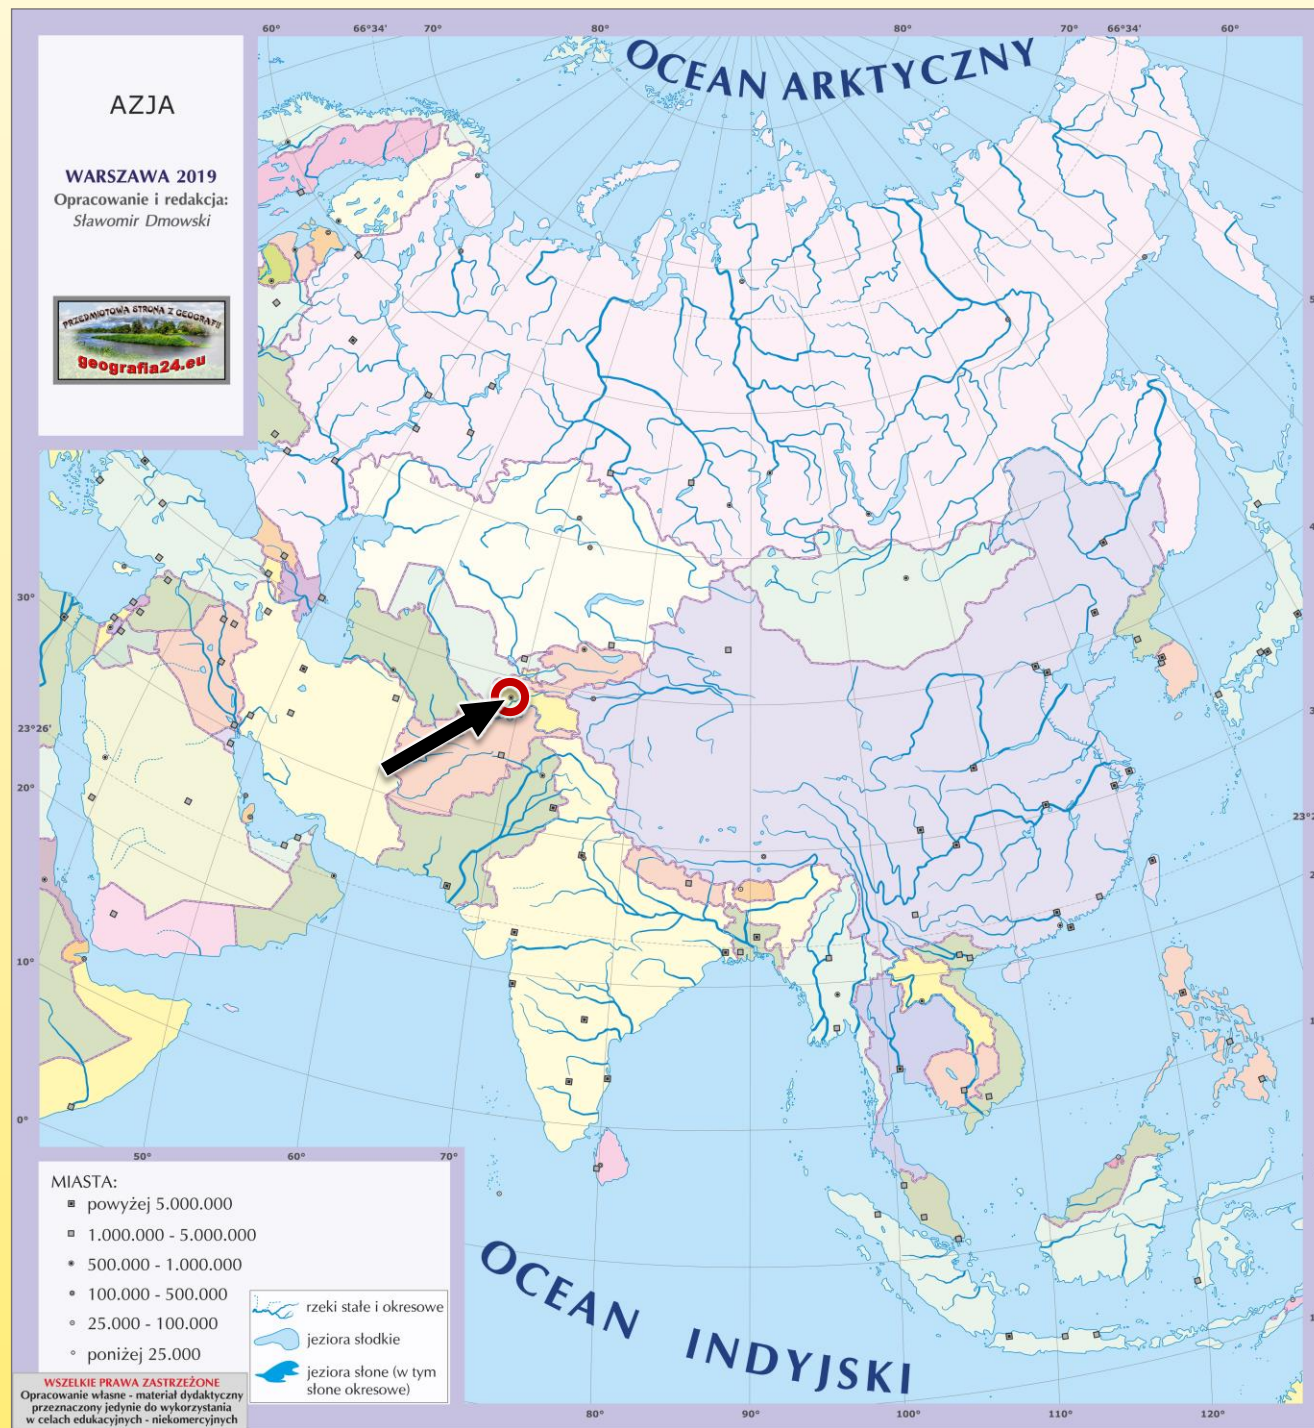 60° 66°34' 70° 80° 80° 70° 66°34' 60°
OCEAN ARKTYCZNY
AZJA
WARSZAWA 2019
Opracowanie i redakcja:
Sławomir Dmowski
PRZEDMIOTOWA STRONA Z GEOGRAFII
geografia24.eu
30°
23°26'
20°
10°
0°
50° 60° 70°
MIASTA:
powyżej 5.000.000
1.000.000 - 5.000.000
500.000 - 1.000.000
100.000 - 500.000
25.000 - 100.000
poniżej 25.000
rzeki stałe i okresowe
jeziora słodkie
jeziora słone (w tym
słone okresowe)
OCEAN INDYJSKI
WSZELKIE PRAWA ZASTRZEŻONE
Opracowanie własne - materiał dydaktyczny
przeznaczony jedynie do wykorzystania
w celach edukacyjnych - niekomercyjnych
80° 90° 100° 110° 120°